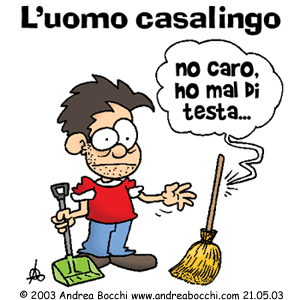 L'uomo casalingo
NO CARO,
HO MAL DI
TESTA...
© 2003 Andrea Bocchi www.andreabocchi.com 21.05.03